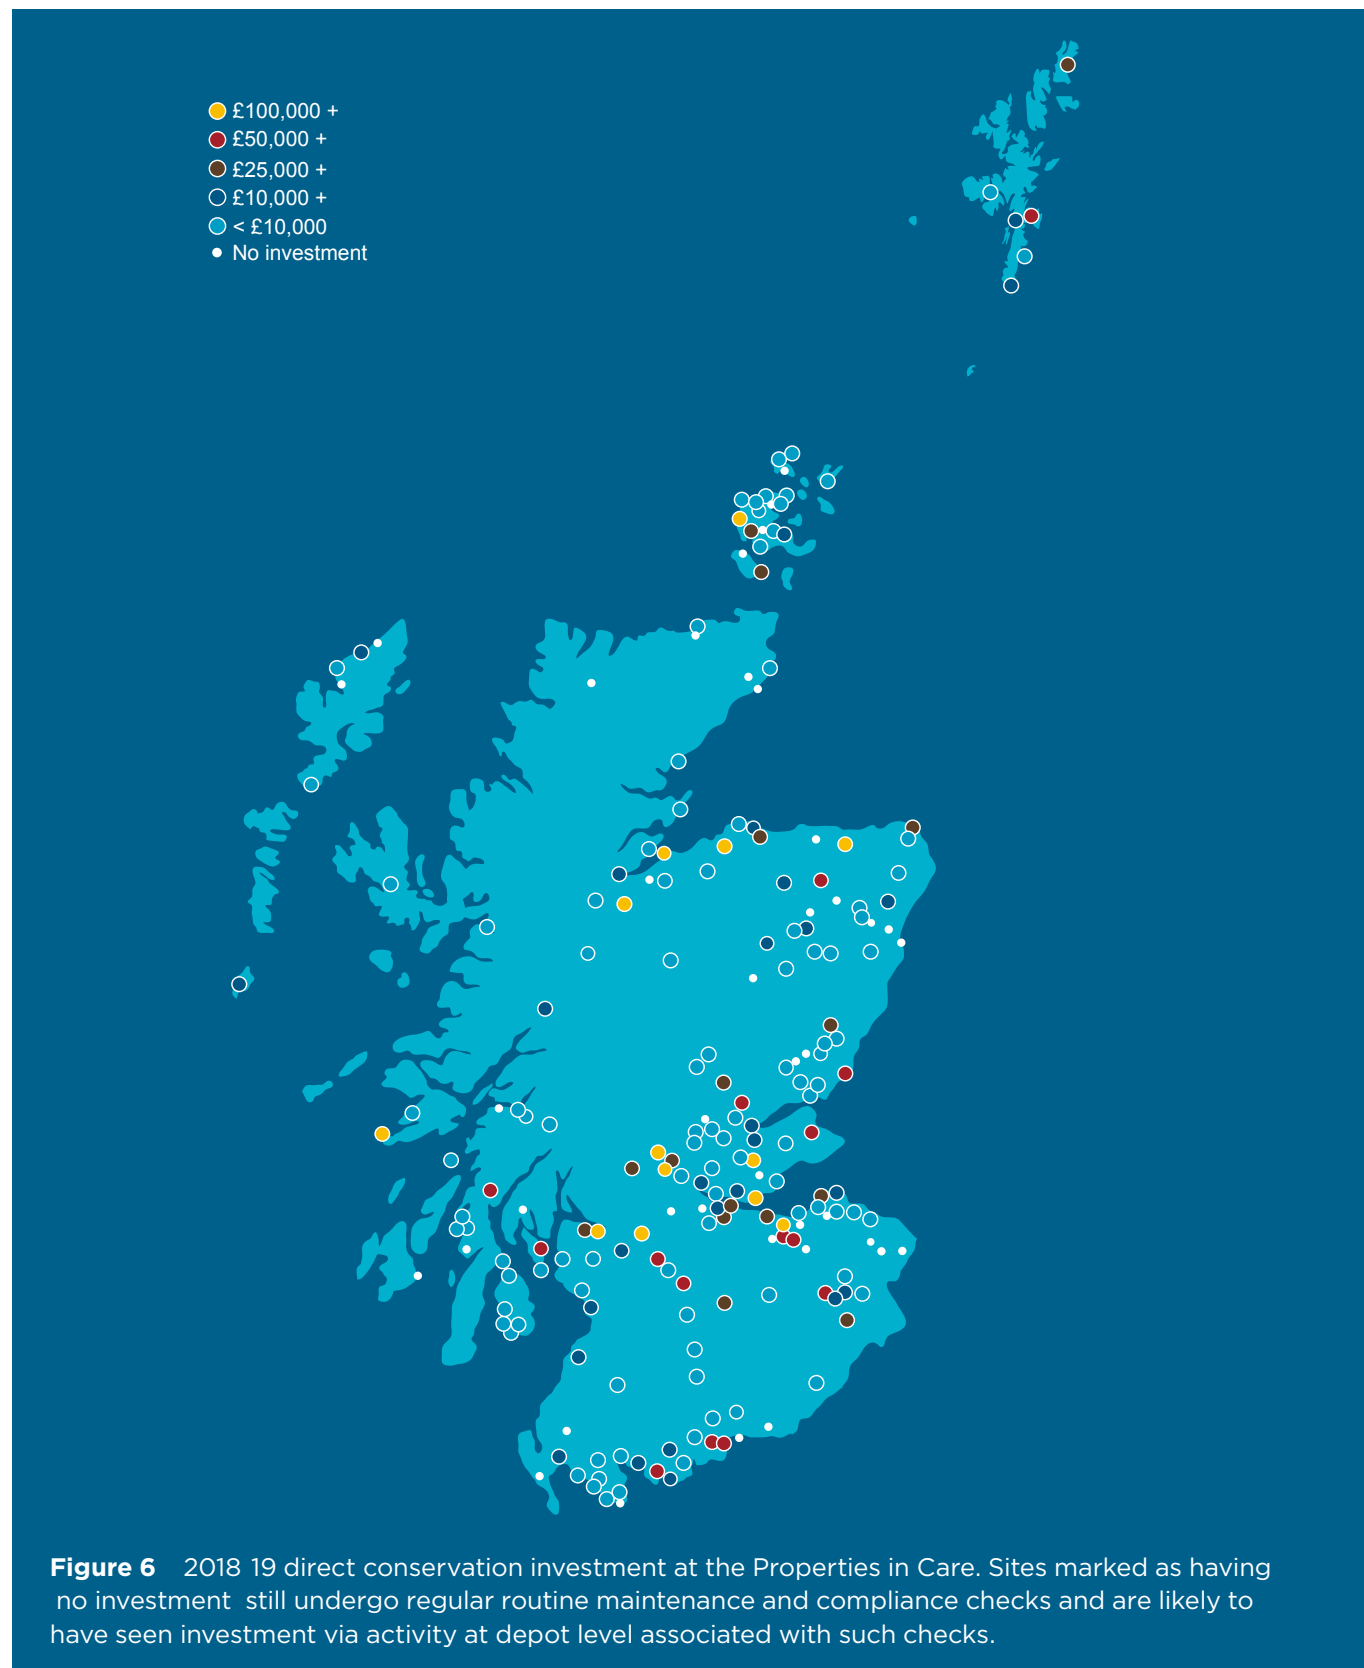 £100,000 +
£50,000 +
£25,000 +
£10,000 +
< £10,000
No investment
Figure 6 2018 19 direct conservation investment at the Properties in Care. Sites marked as having
no investment still undergo regular routine maintenance and compliance checks and are likely to
have seen investment via activity at depot level associated with such checks.